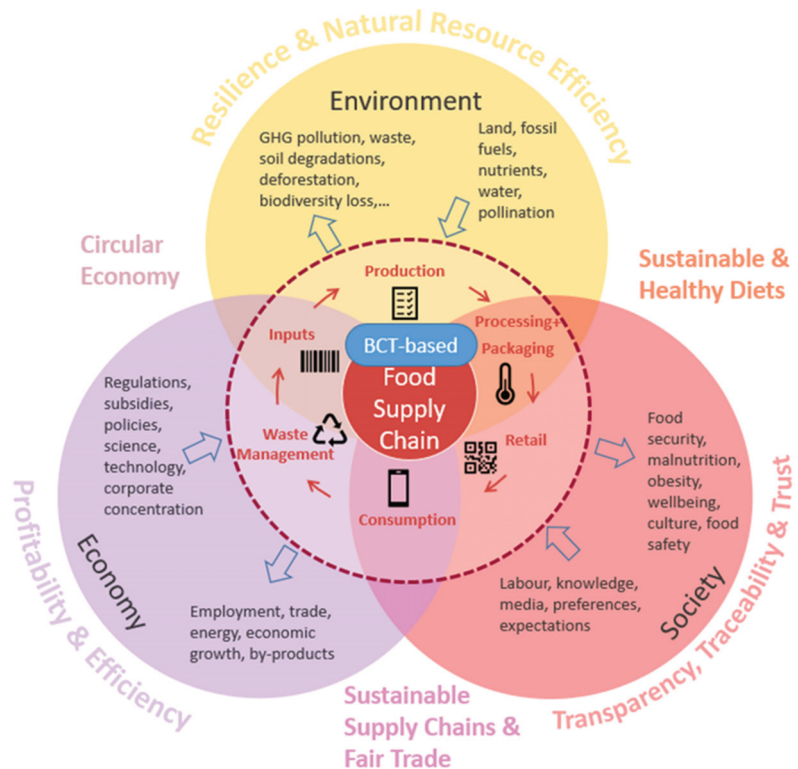 Resilience & Natural Resource Efficiency
Environment
GHG pollution, waste,
soil degradations,
deforestation,
biodiversity loss,...
Land, fossil
fuels,
nutrients,
water,
pollination
Circular
Economy
Sustainable &
Healthy Diets
Production
Processing+
Packaging
Inputs
BCT-based
Food
Supply
Chain
Retail
Waste
Management
Consumption
Regulations,
subsidies,
policies,
science,
technology,
corporate
concentration
Food
security,
malnutrition,
obesity,
wellbeing,
culture, food
safety
Economy
Employment, trade,
energy, economic
growth, by-products
Labour, knowledge,
media, preferences,
expectations
Society
Profitability & Efficiency
Sustainable
Supply Chains &
Fair Trade
Transparency, Traceability & Trust